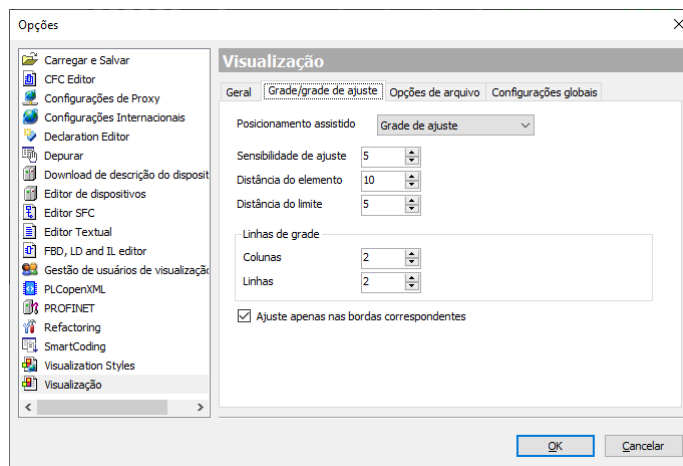 Opções
Carregar e Salvar
CFC Editor
Configurações de Proxy
Configurações Internacionais
Declaration Editor
Depurar
Download de descrição do disposit
Editor de dispositivos
Editor SFC
Editor Textual
FBD, LD and IL editor
Gestão de usuários de visualizaçã
PLCopenXML
PROFINET
Refactoring
SmartCoding
Visualization Styles
Visualização
Visualização
Geral Grade/grade de ajuste Opções de arquivo Configurações globais
Posicionamento assistido Grade de ajuste
Sensibilidade de ajuste 5
Distância do elemento 10
Distância do limite 5
Linhas de grade
Colunas 2
Linhas 2
Ajuste apenas nas bordas correspondentes
OK Cancelar